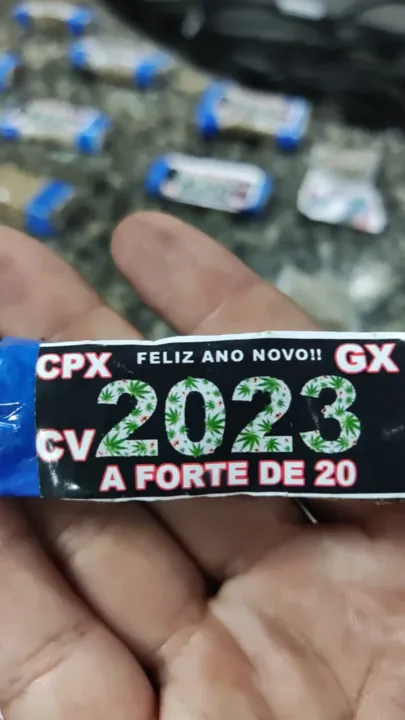 CPX FELIZ ANO NOVO!! GX
CV 2023
A FORTE DE 20